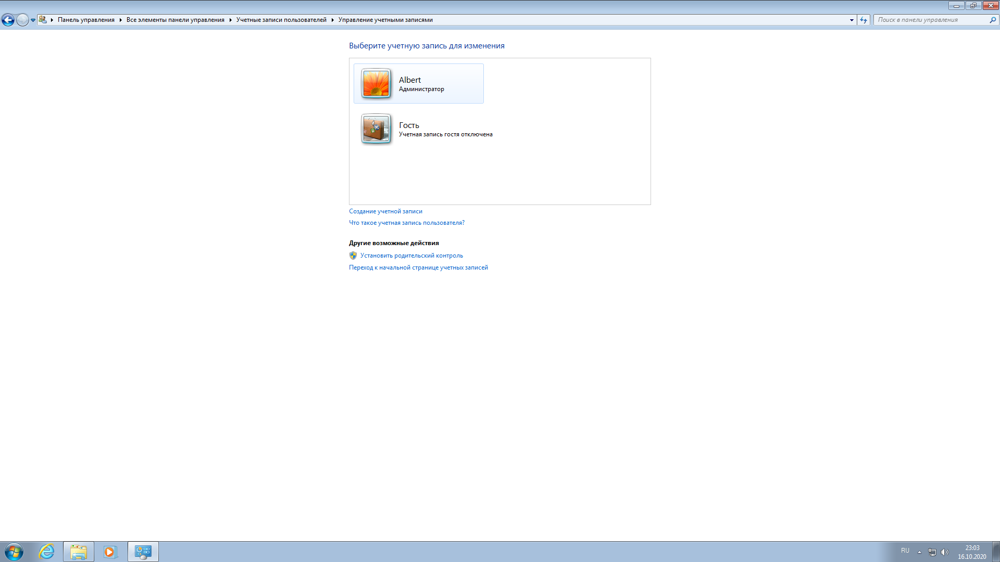 Панель управления Все элементы панели управления Учетные записи пользователей Управление учетными записями
Поиск в панели управления
Выберите учетную запись для изменения
Albert
Администратор
Гость
Учетная запись гостя отключена
Создание учетной записи
Что такое учетная запись пользователя?
Другие возможные действия
Установить родительский контроль
Переход к начальной странице учетных записей
RU
23:03
16.10.2020